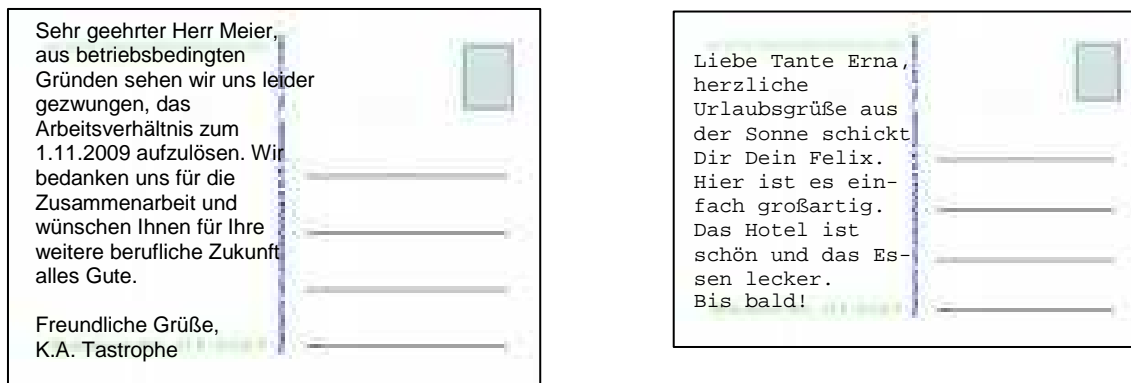 Sehr geehrter Herr Meier,
aus betriebsbedingten
Gründen sehen wir uns leider
gezwungen, das
Arbeitsverhältnis zum
1.11.2009 aufzulösen. Wir
bedanken uns für die
Zusammenarbeit und
wünschen Ihnen für Ihre
weitere berufliche Zukunft
alles Gute.
Freundliche Grüße,
K.A. Tastrophe
Liebe Tante Erna,
herzliche
Urlaubsgrüße aus
der Sonne schickt
Dir Dein Felix.
Hier ist es ein-
fach großartig.
Das Hotel ist
schön und das Es-
sen lecker.
Bis bald!